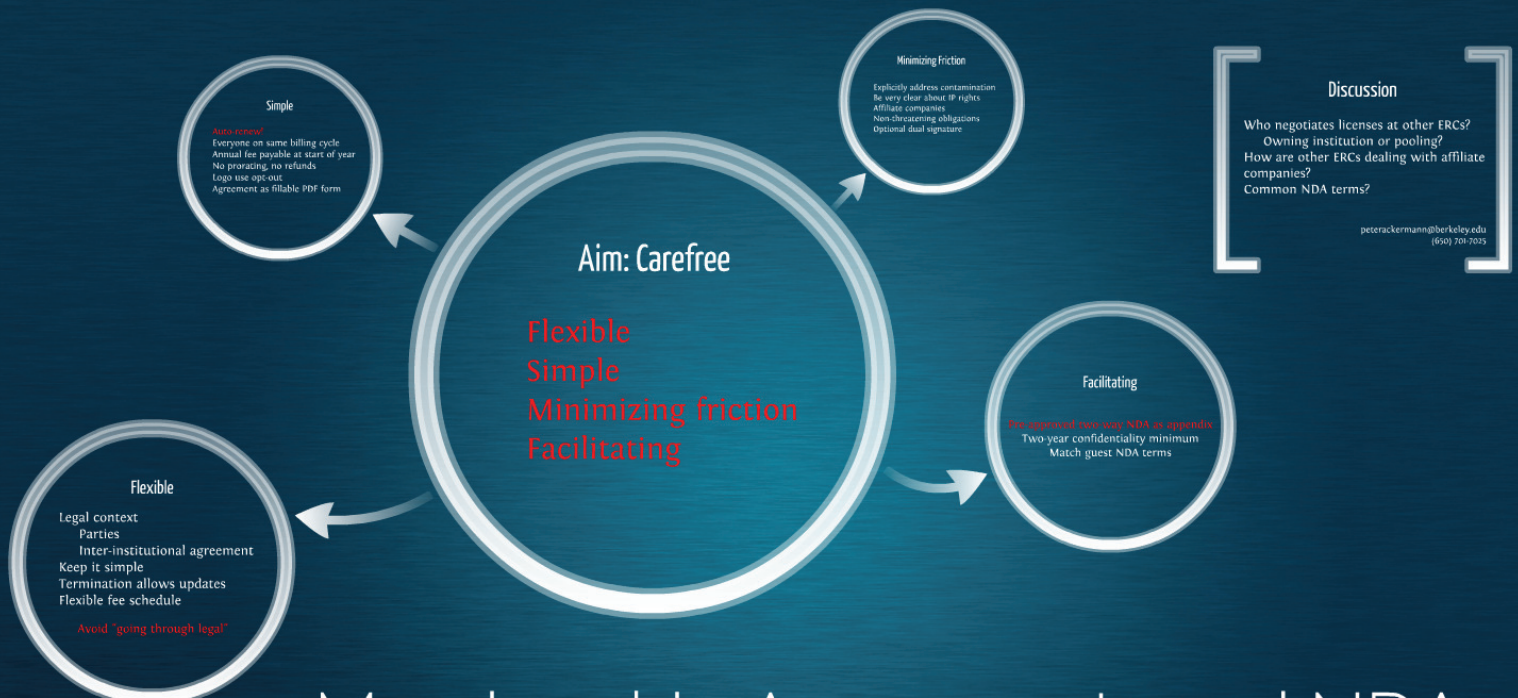 Simple
Auto-renew!
Everyone on same billing cycle
Annual fee payable at start of year
No prorating, no refunds
Logo use opt-out
Agreement as fillable PDF form
Minimizing Friction
Explicitly address contamination
Be very clear about IP rights
Affiliate companies
Non-threatening obligations
Optional dual signature
Discussion
Who negotiates licenses at other ERCs?
Owning institution or pooling?
How are other ERCs dealing with affiliate
companies?
Common NDA terms?
peterackermann@berkeley.edu
(650) 701-7025
Aim: Carefree
Flexible
Simple
Minimizing friction
Facilitating
Facilitating
two-way NDA as appendix
Two-year confidentiality minimum
Match guest NDA terms
Flexible
Legal context
Parties
Inter-institutional agreement
Keep it simple
Termination allows updates
Flexible fee schedule
Avoid "going through legal"